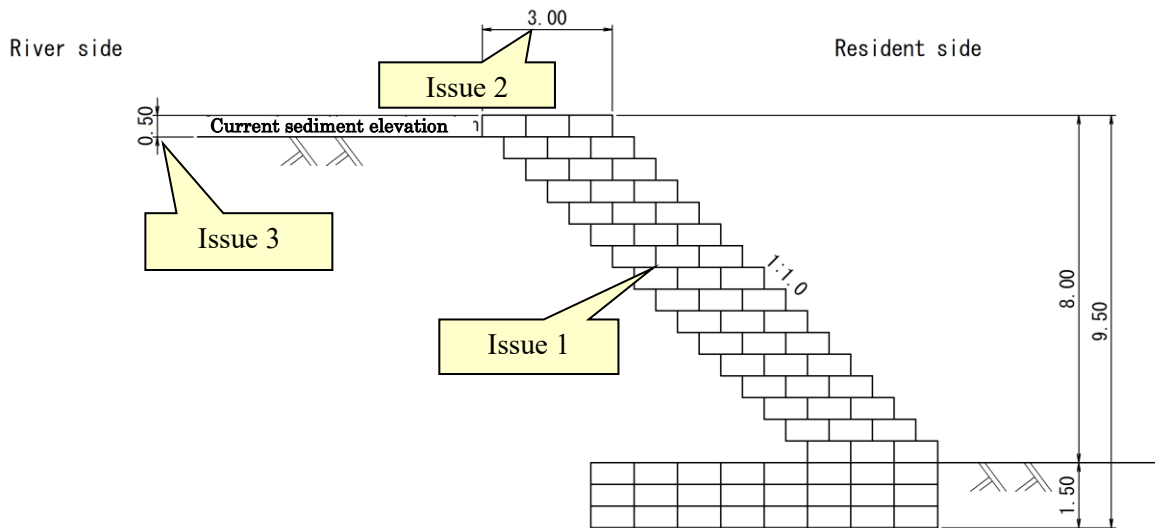 3.00
River side
Resident side
Issue 2
0.50
Current sediment elevation
Issue 3
1:1.0
8.00
9.50
Issue 1
1.50